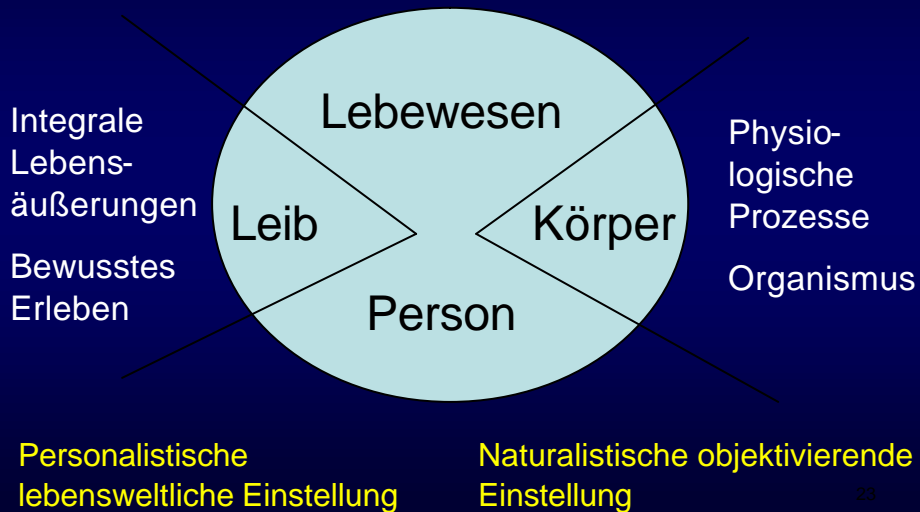 Lebewesen
Integrale
Lebens-
äußerungen
Bewusstes
Erleben
Leib
Körper
Person
Physio-
logische
Prozesse
Organismus
Personalistische
lebensweltliche Einstellung
Naturalistische objektivierende
Einstellung
23